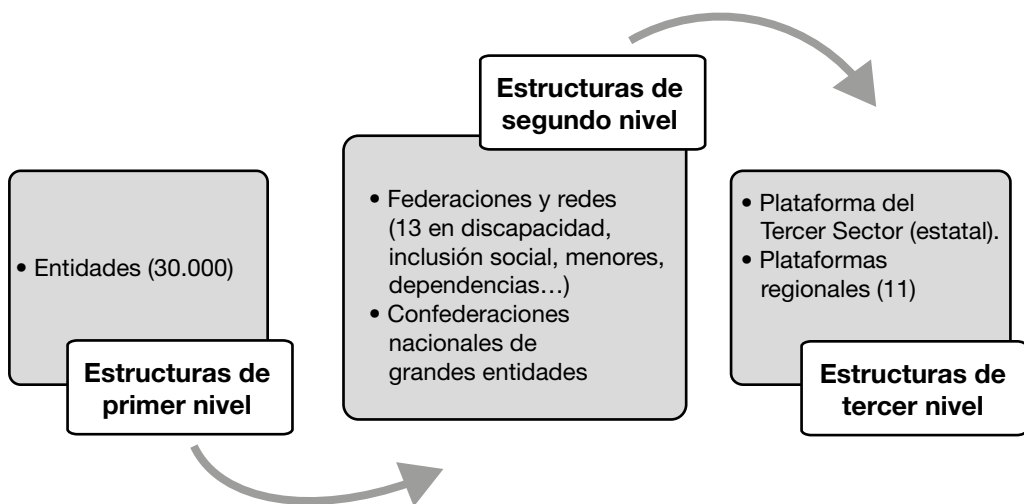 • Entidades (30.000)
Estructuras de
primer nivel
Estructuras de
segundo nivel
• Federaciones y redes
(13 en discapacidad,
inclusión social, menores,
dependencias…)
• Confederaciones
nacionales de
grandes entidades
• Plataforma del
Tercer Sector (estatal).
• Plataformas
regionales (11)
Estructuras de
tercer nivel